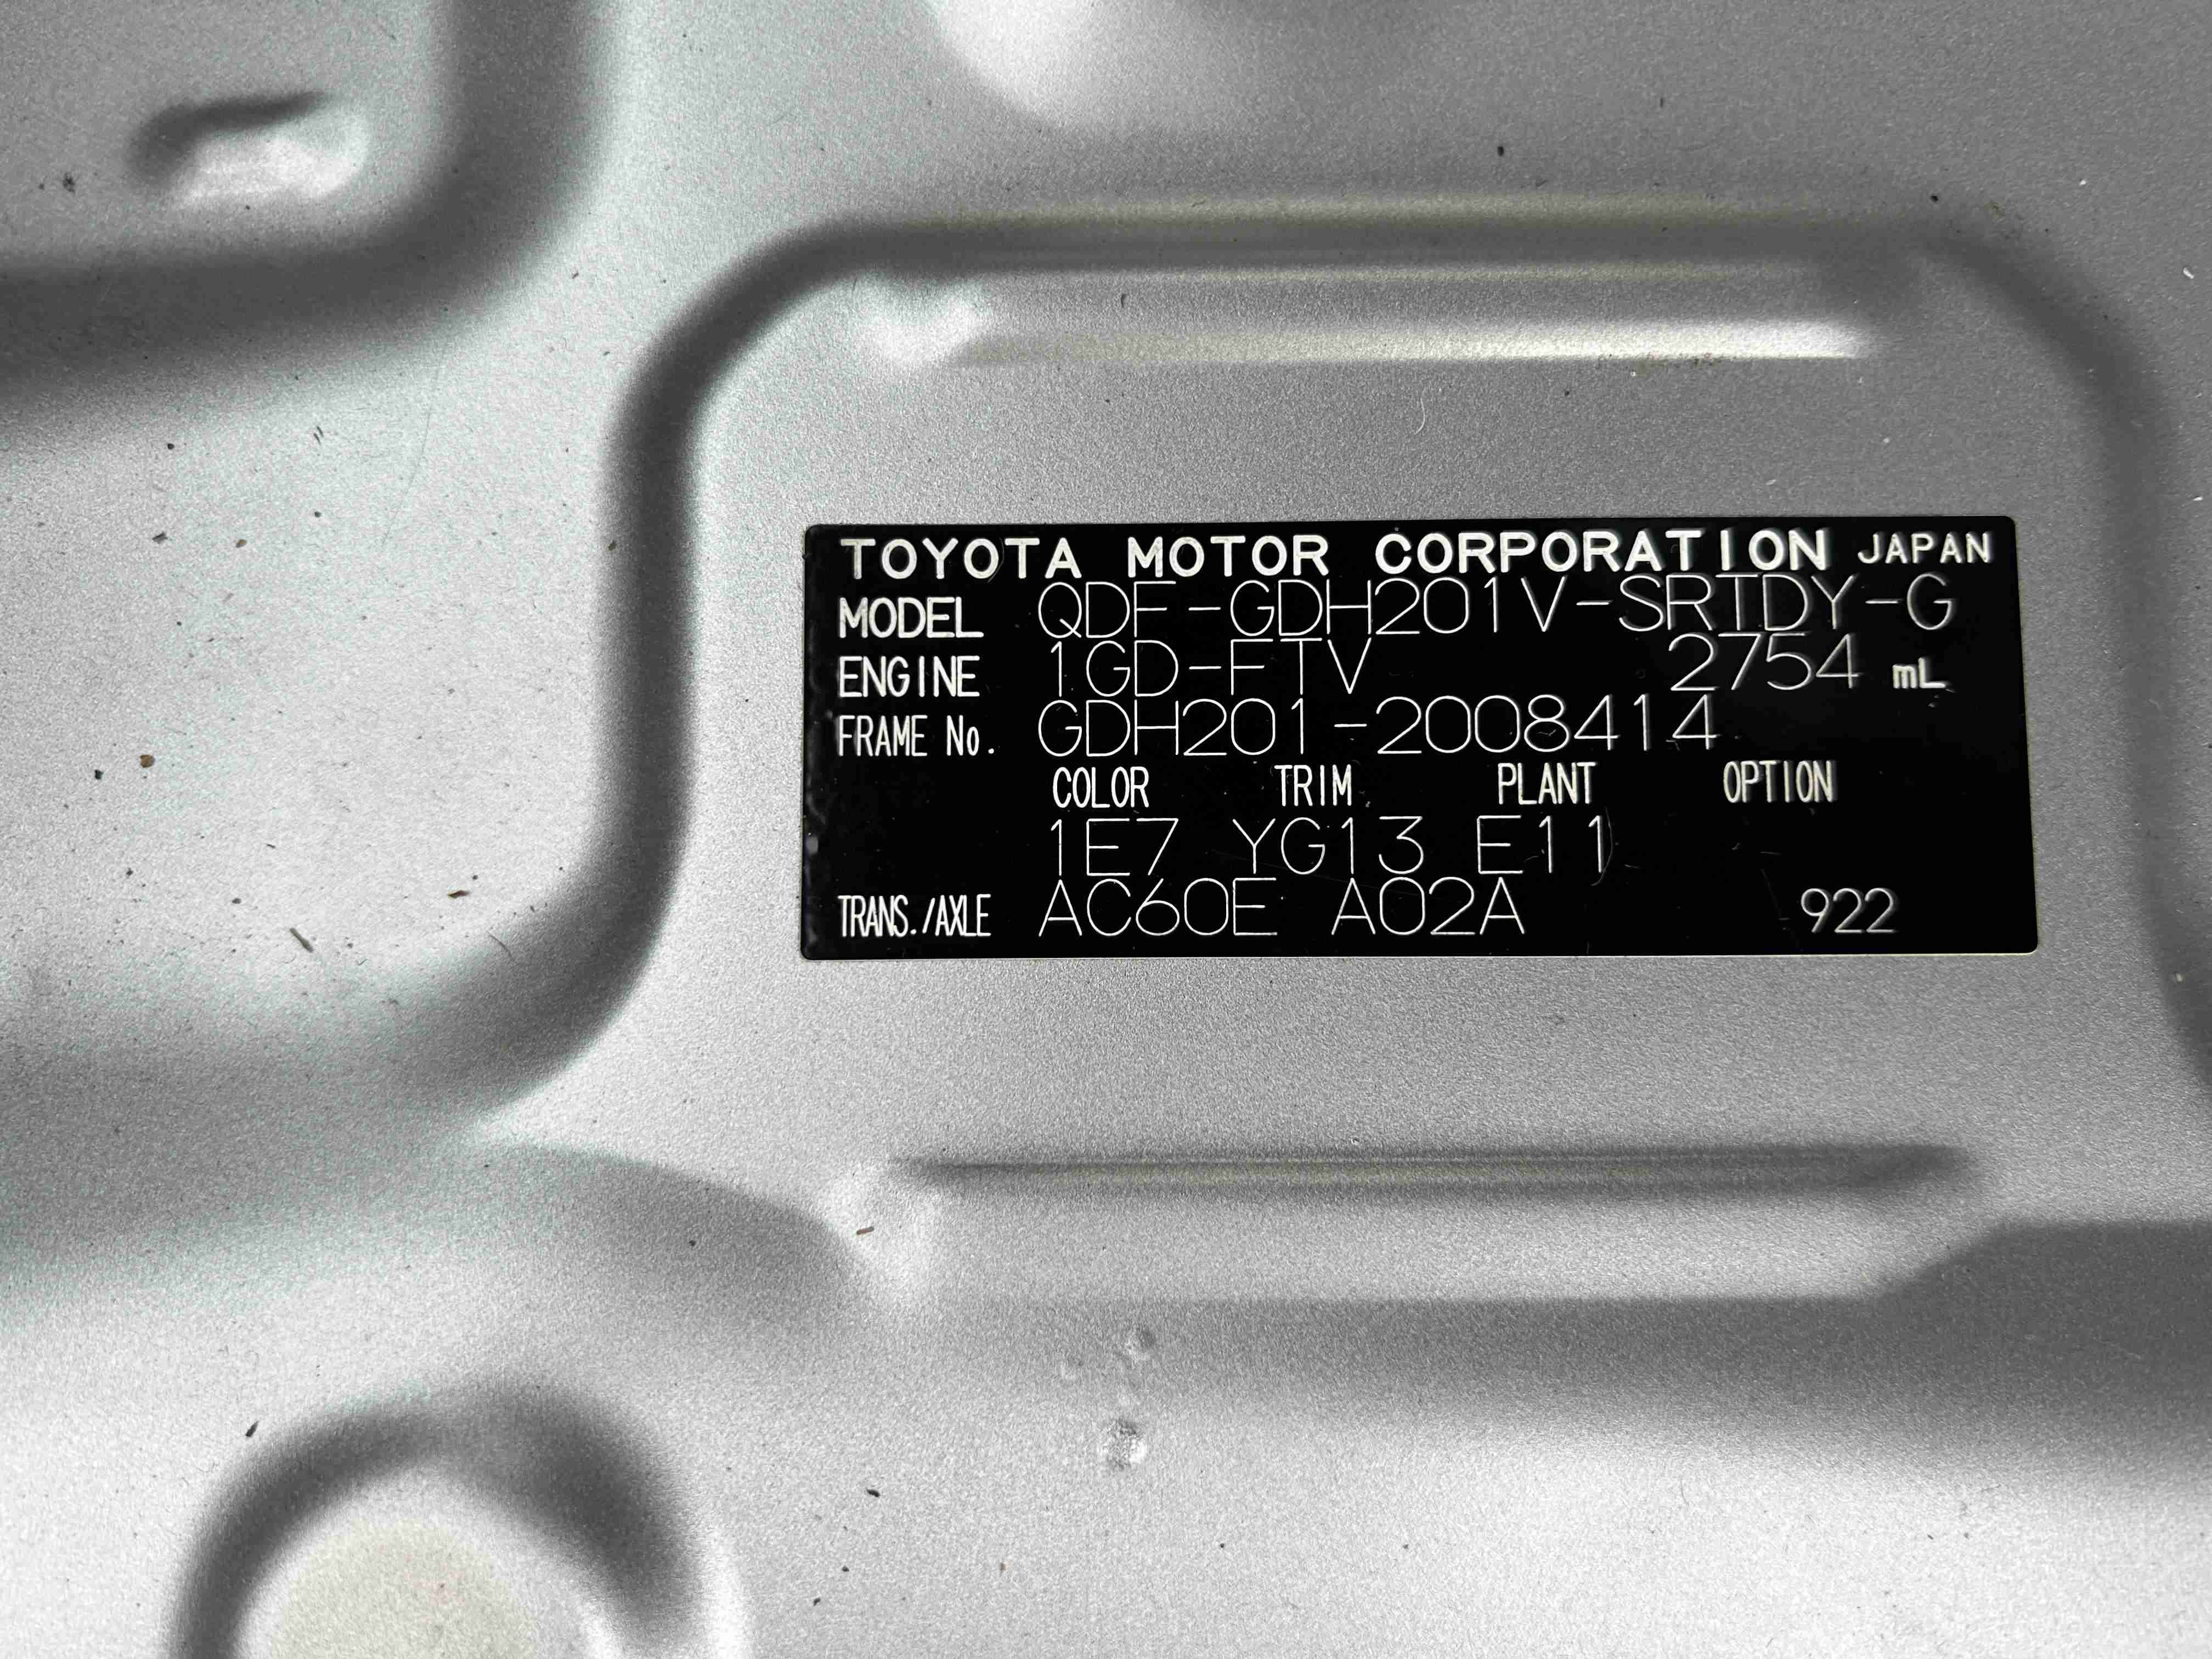 TOYOTA MOTOR CORPORATION JAPAN
MODEL QDF-GDH201V-SRTDY-G
ENGINE 1GD-FTV 2754 mL
FRAME No. GDH201-2008414
COLOR TRIM PLANT OPTION
1E7 YG13 E11
TRANS./AXLE AC60E A02A 922